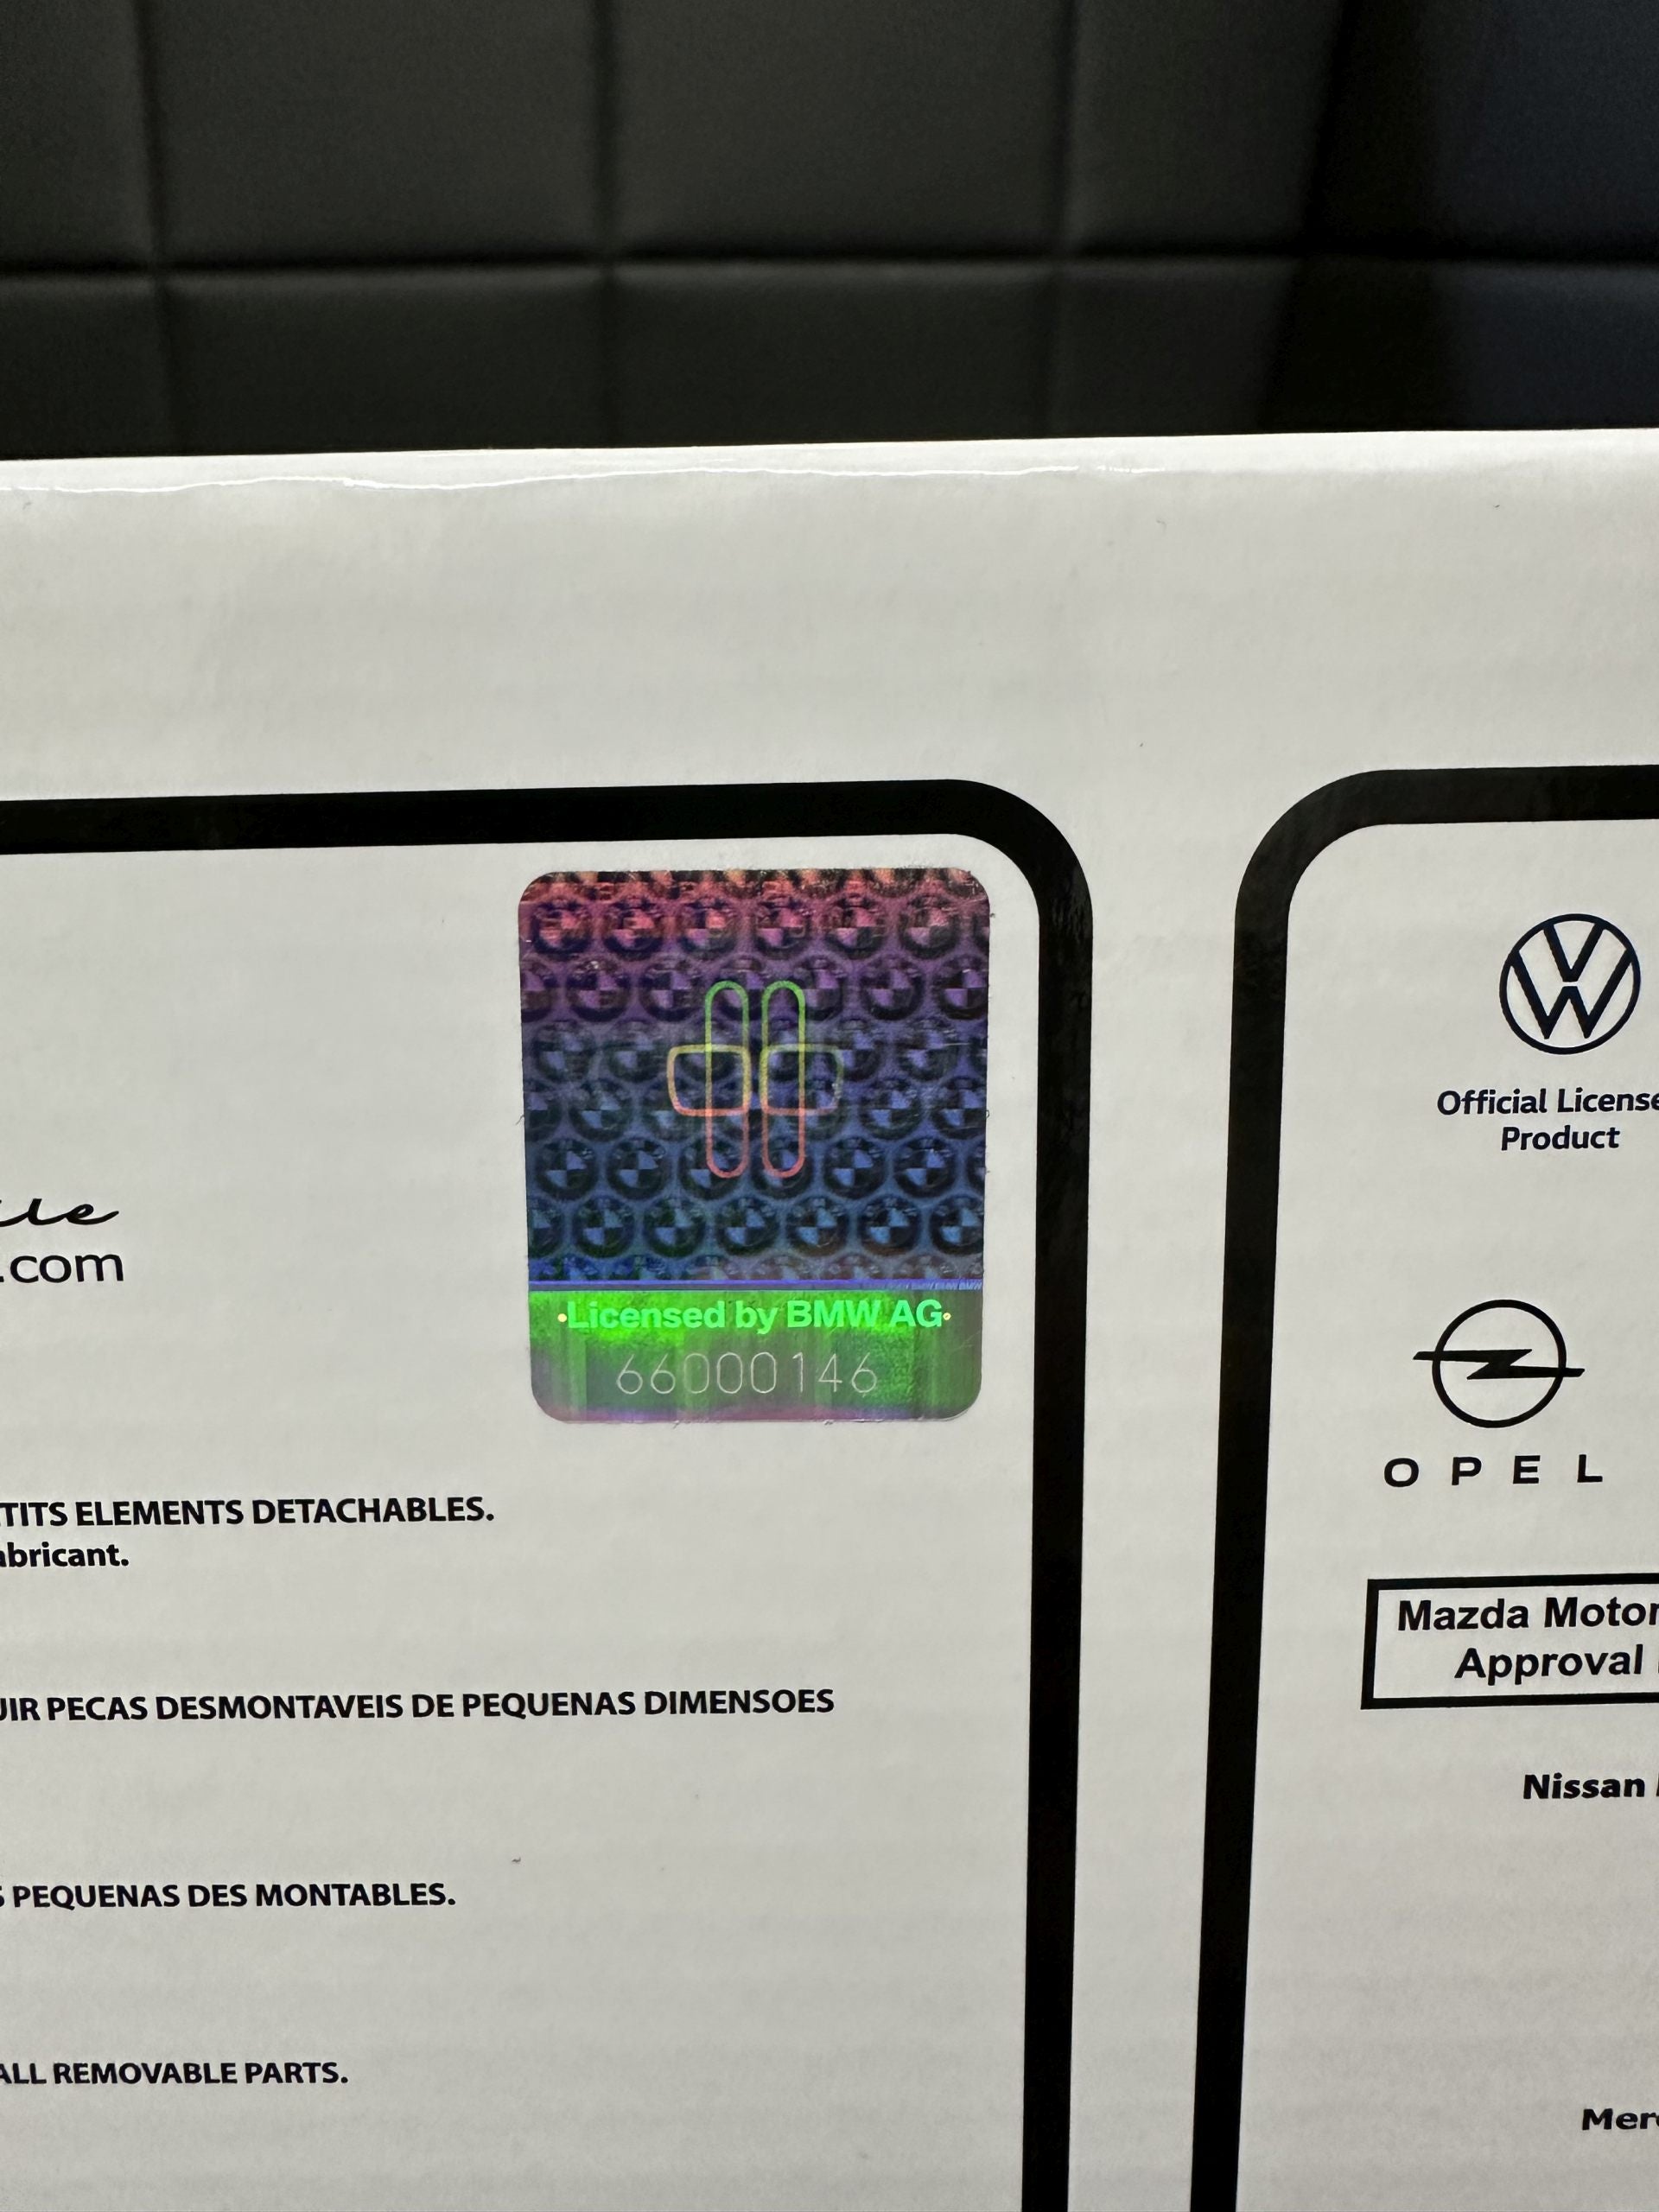 .com
Licensed by BMW AG
66000146
TITS ELEMENTS DETACHABLES.
abricant.
UIR PECAS DESMONTAVEIS DE PEQUENAS DIMENSOES
S PEQUENAS DES MONTABLES.
ALL REMOVABLE PARTS.
Official License
Product
OPEL
Mazda Motor
Approval
Nissan
Merc